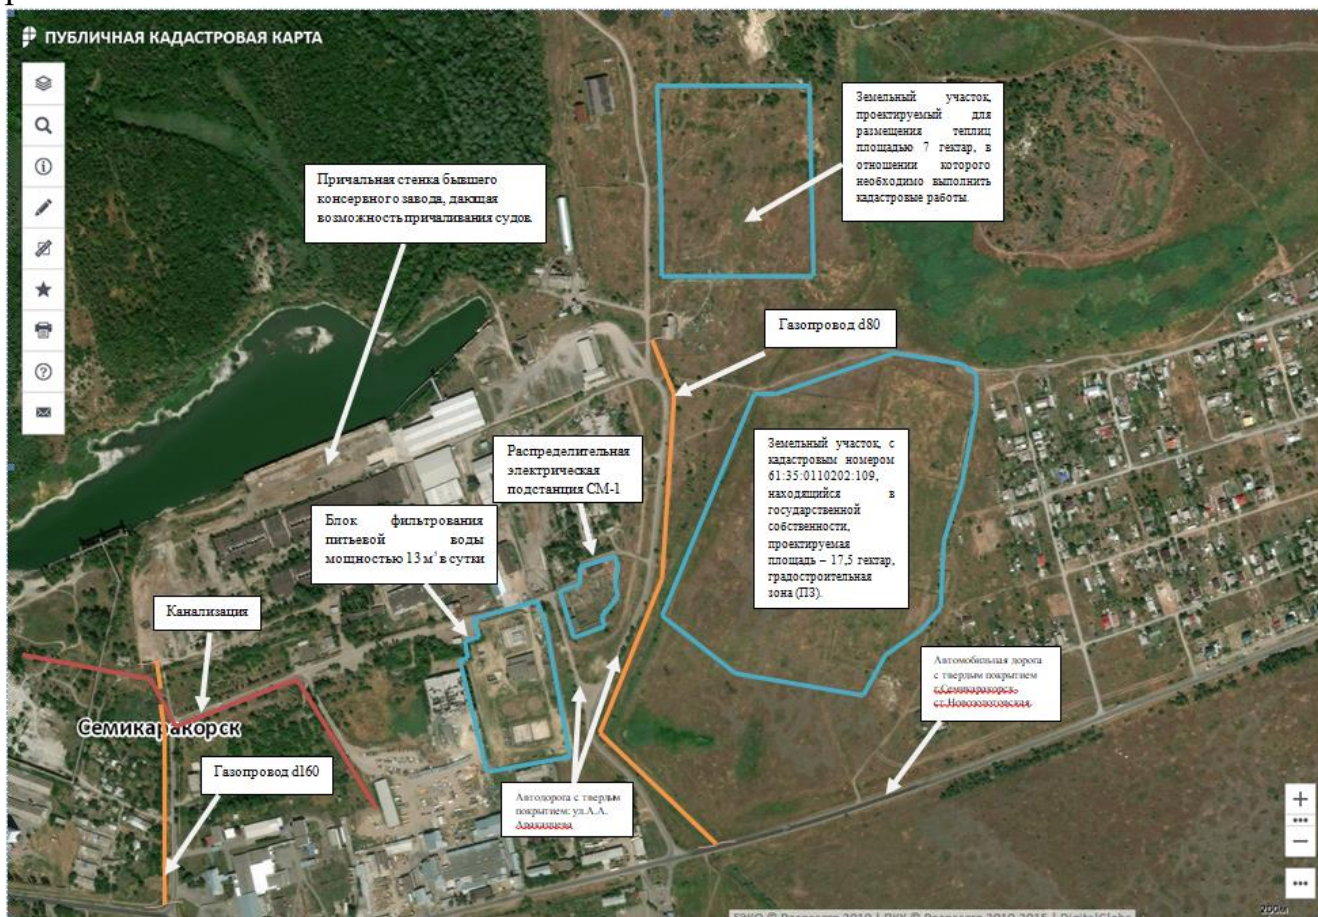 ПУБЛИЧНАЯ КАДАСТРОВАЯ КАРТА
Земельный участок,
проектируемый для
размещения теплиц
площадью 7 гектар, в
отношении которого
необходимо выполнить
кадастровые работы.
Причальная стенка бывшего
консервного завода, дающая
возможность причаливания судов.
Газопровод d80
Распределительная
электрическая
подстанция СМ-1
Земельный участок, с
кадастровым номером
61:35:0110202:109,
находящийся в
государственной
собственности,
проектируемая
площадь – 17,5 гектар,
градостроительная
зона (ПЗ).
Блок фильтрования
питьевой воды
мощностью 13 м³ в сутки
Канализация
Автомобильная дорога
с твердым покрытием
г.Семикаракорск-
ст.Новозолотовская.
Семикаракорск
Газопровод d160
Автодорога с твердым
покрытием: ул.А.А.
Араканцева
200м